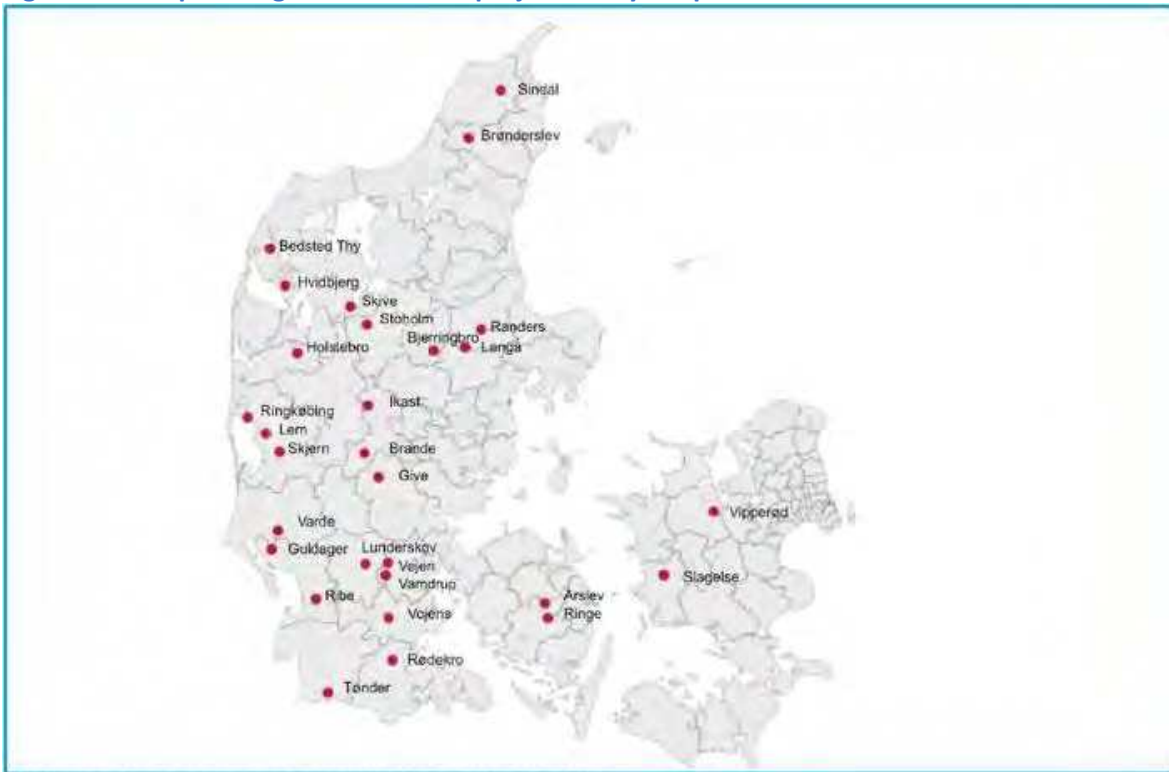 Sindal
Brønderslev
Bedsted Thy
Hvidbjerg
Skive
Stoholm
Randers
Bjerringbro
Langå
Holstebro
Ikast
Ringkøbing
Lem
Skjern
Brande
Give
Vipperød
Varde
Guldager
Lunderskov
Vejen
Vamdrup
Slagelse
Ribe
Årslev
Ringe
Vojens
Rødekro
Tønder